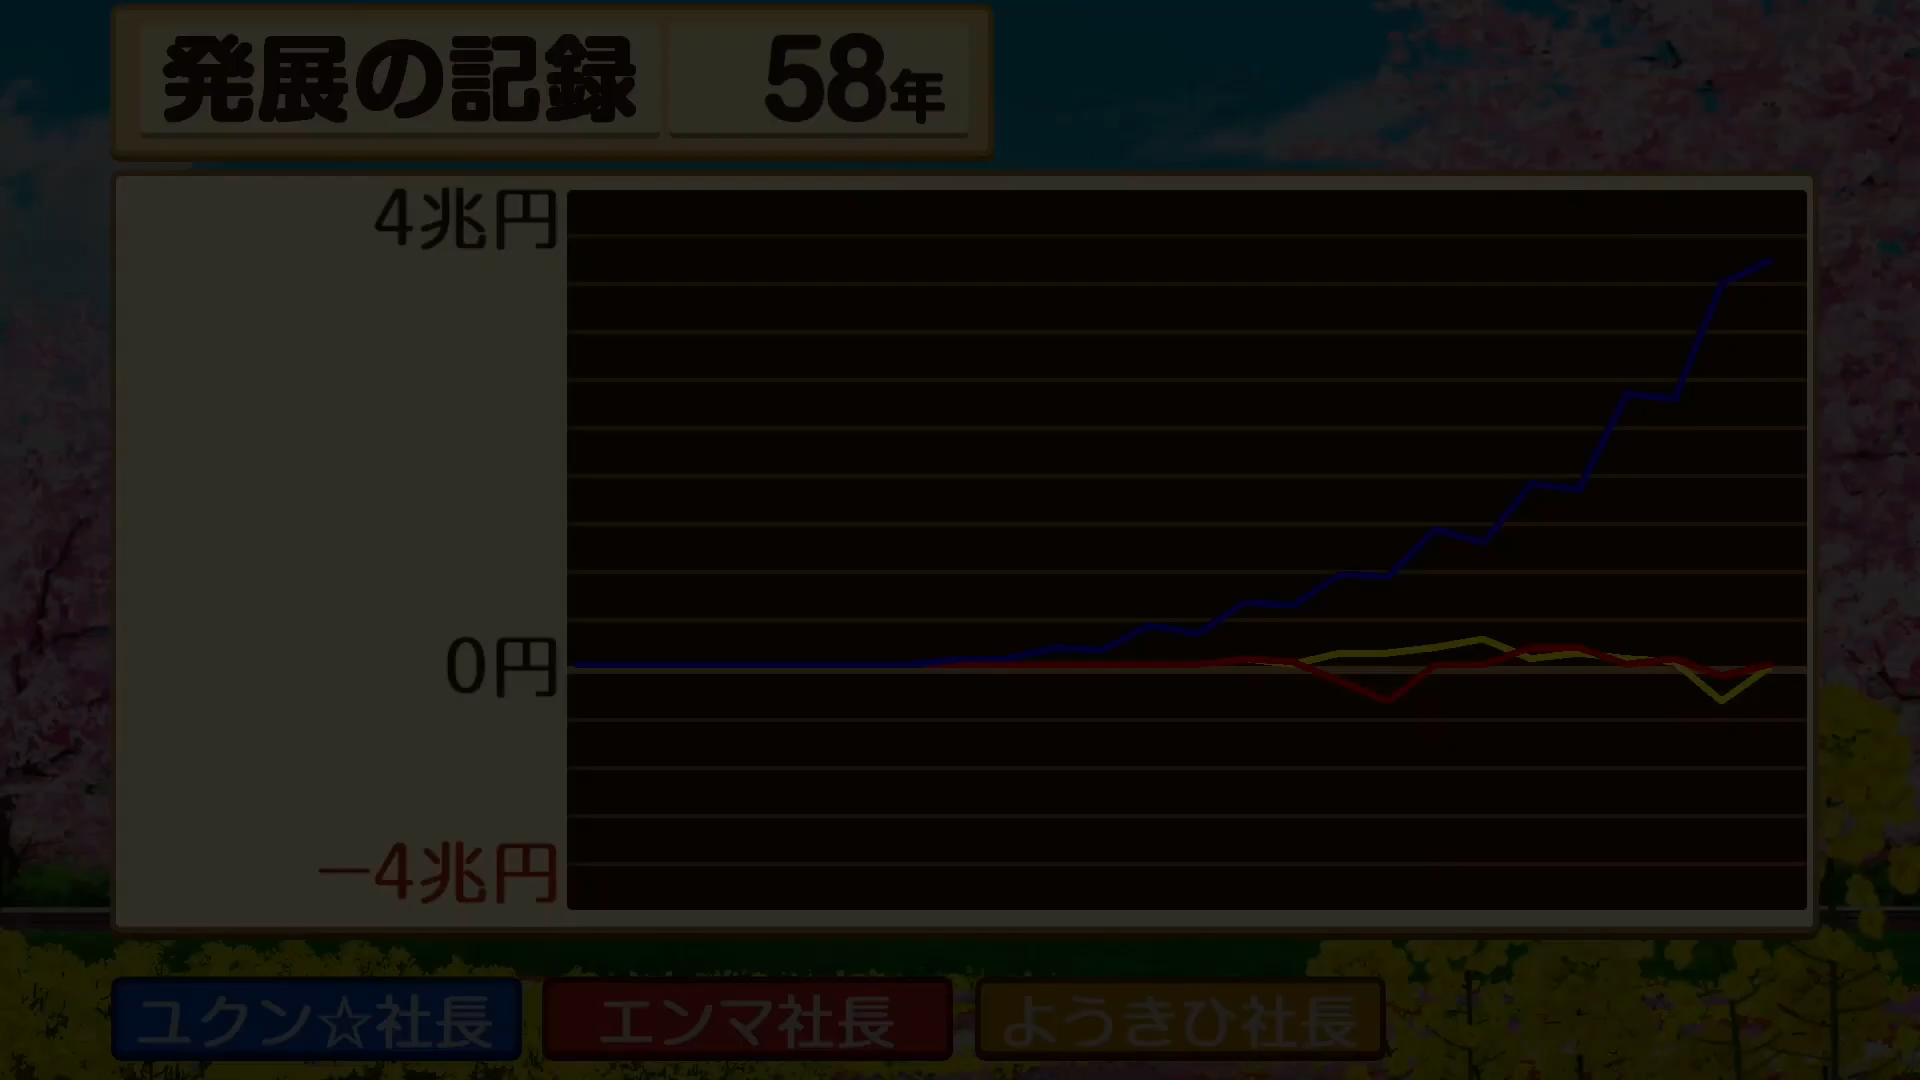 発展の記録 58年
4兆円
0円
−4兆円
ユクン☆社長 エンマ社長 ようきひ社長